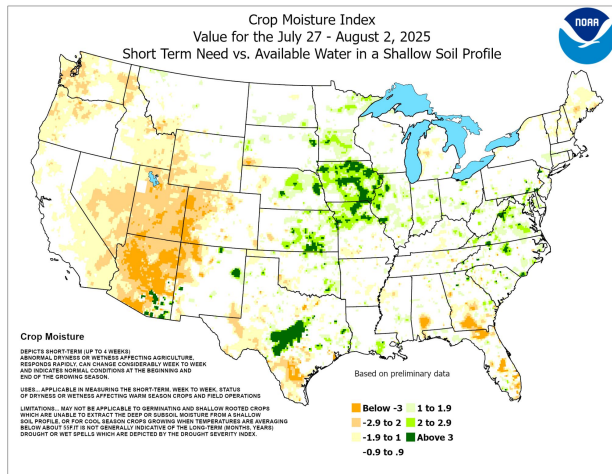 Crop Moisture Index
Value for the July 27 - August 2, 2025
Short Term Need vs. Available Water in a Shallow Soil Profile
NOAA
Crop Moisture
DEPICTS SHORT-TERM (UP TO 4 WEEKS)
ABNORMAL DRYNESS OR WETNESS AFFECTING AGRICULTURE,
RESPONDS RAPIDLY, CAN CHANGE CONSIDERABLY WEEK TO WEEK
AND INDICATES NORMAL CONDITIONS AT THE BEGINNING AND
END OF THE GROWING SEASON.
USES... APPLICABLE IN MEASURING THE SHORT-TERM, WEEK TO WEEK, STATUS
OF DRYNESS OR WETNESS AFFECTING WARM SEASON CROPS AND FIELD OPERATIONS
LIMITATIONS... MAY NOT BE APPLICABLE TO GERMINATING AND SHALLOW ROOTED CROPS
WHICH ARE UNABLE TO EXTRACT THE DEEP OR SUBSOIL MOISTURE FROM A SHALLOW
SOIL PROFILE, OR FOR COOL SEASON CROPS GROWING WHEN TEMPERATURES ARE AVERAGING
BELOW ABOUT 55F.IT IS NOT GENERALLY INDICATIVE OF THE LONG-TERM (MONTHS, YEARS)
DROUGHT OR WET SPELLS WHICH ARE DEPICTED BY THE DROUGHT SEVERITY INDEX.
Based on preliminary data
Below -3
-2.9 to 2
-1.9 to 1
-0.9 to .9
1 to 1.9
2 to 2.9
Above 3